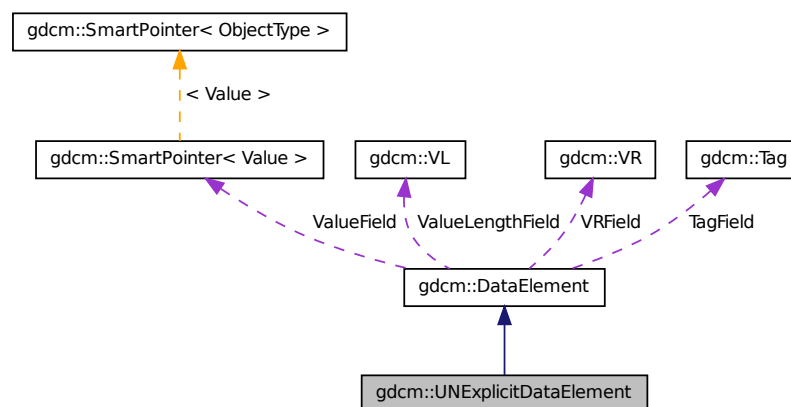 gdcm::SmartPointer< ObjectType >
< Value >
gdcm::SmartPointer< Value >
gdcm::VL
gdcm::VR
gdcm::Tag
ValueField
ValueLengthField
VRField
TagField
gdcm::DataElement
gdcm::UNExplicitDataElement